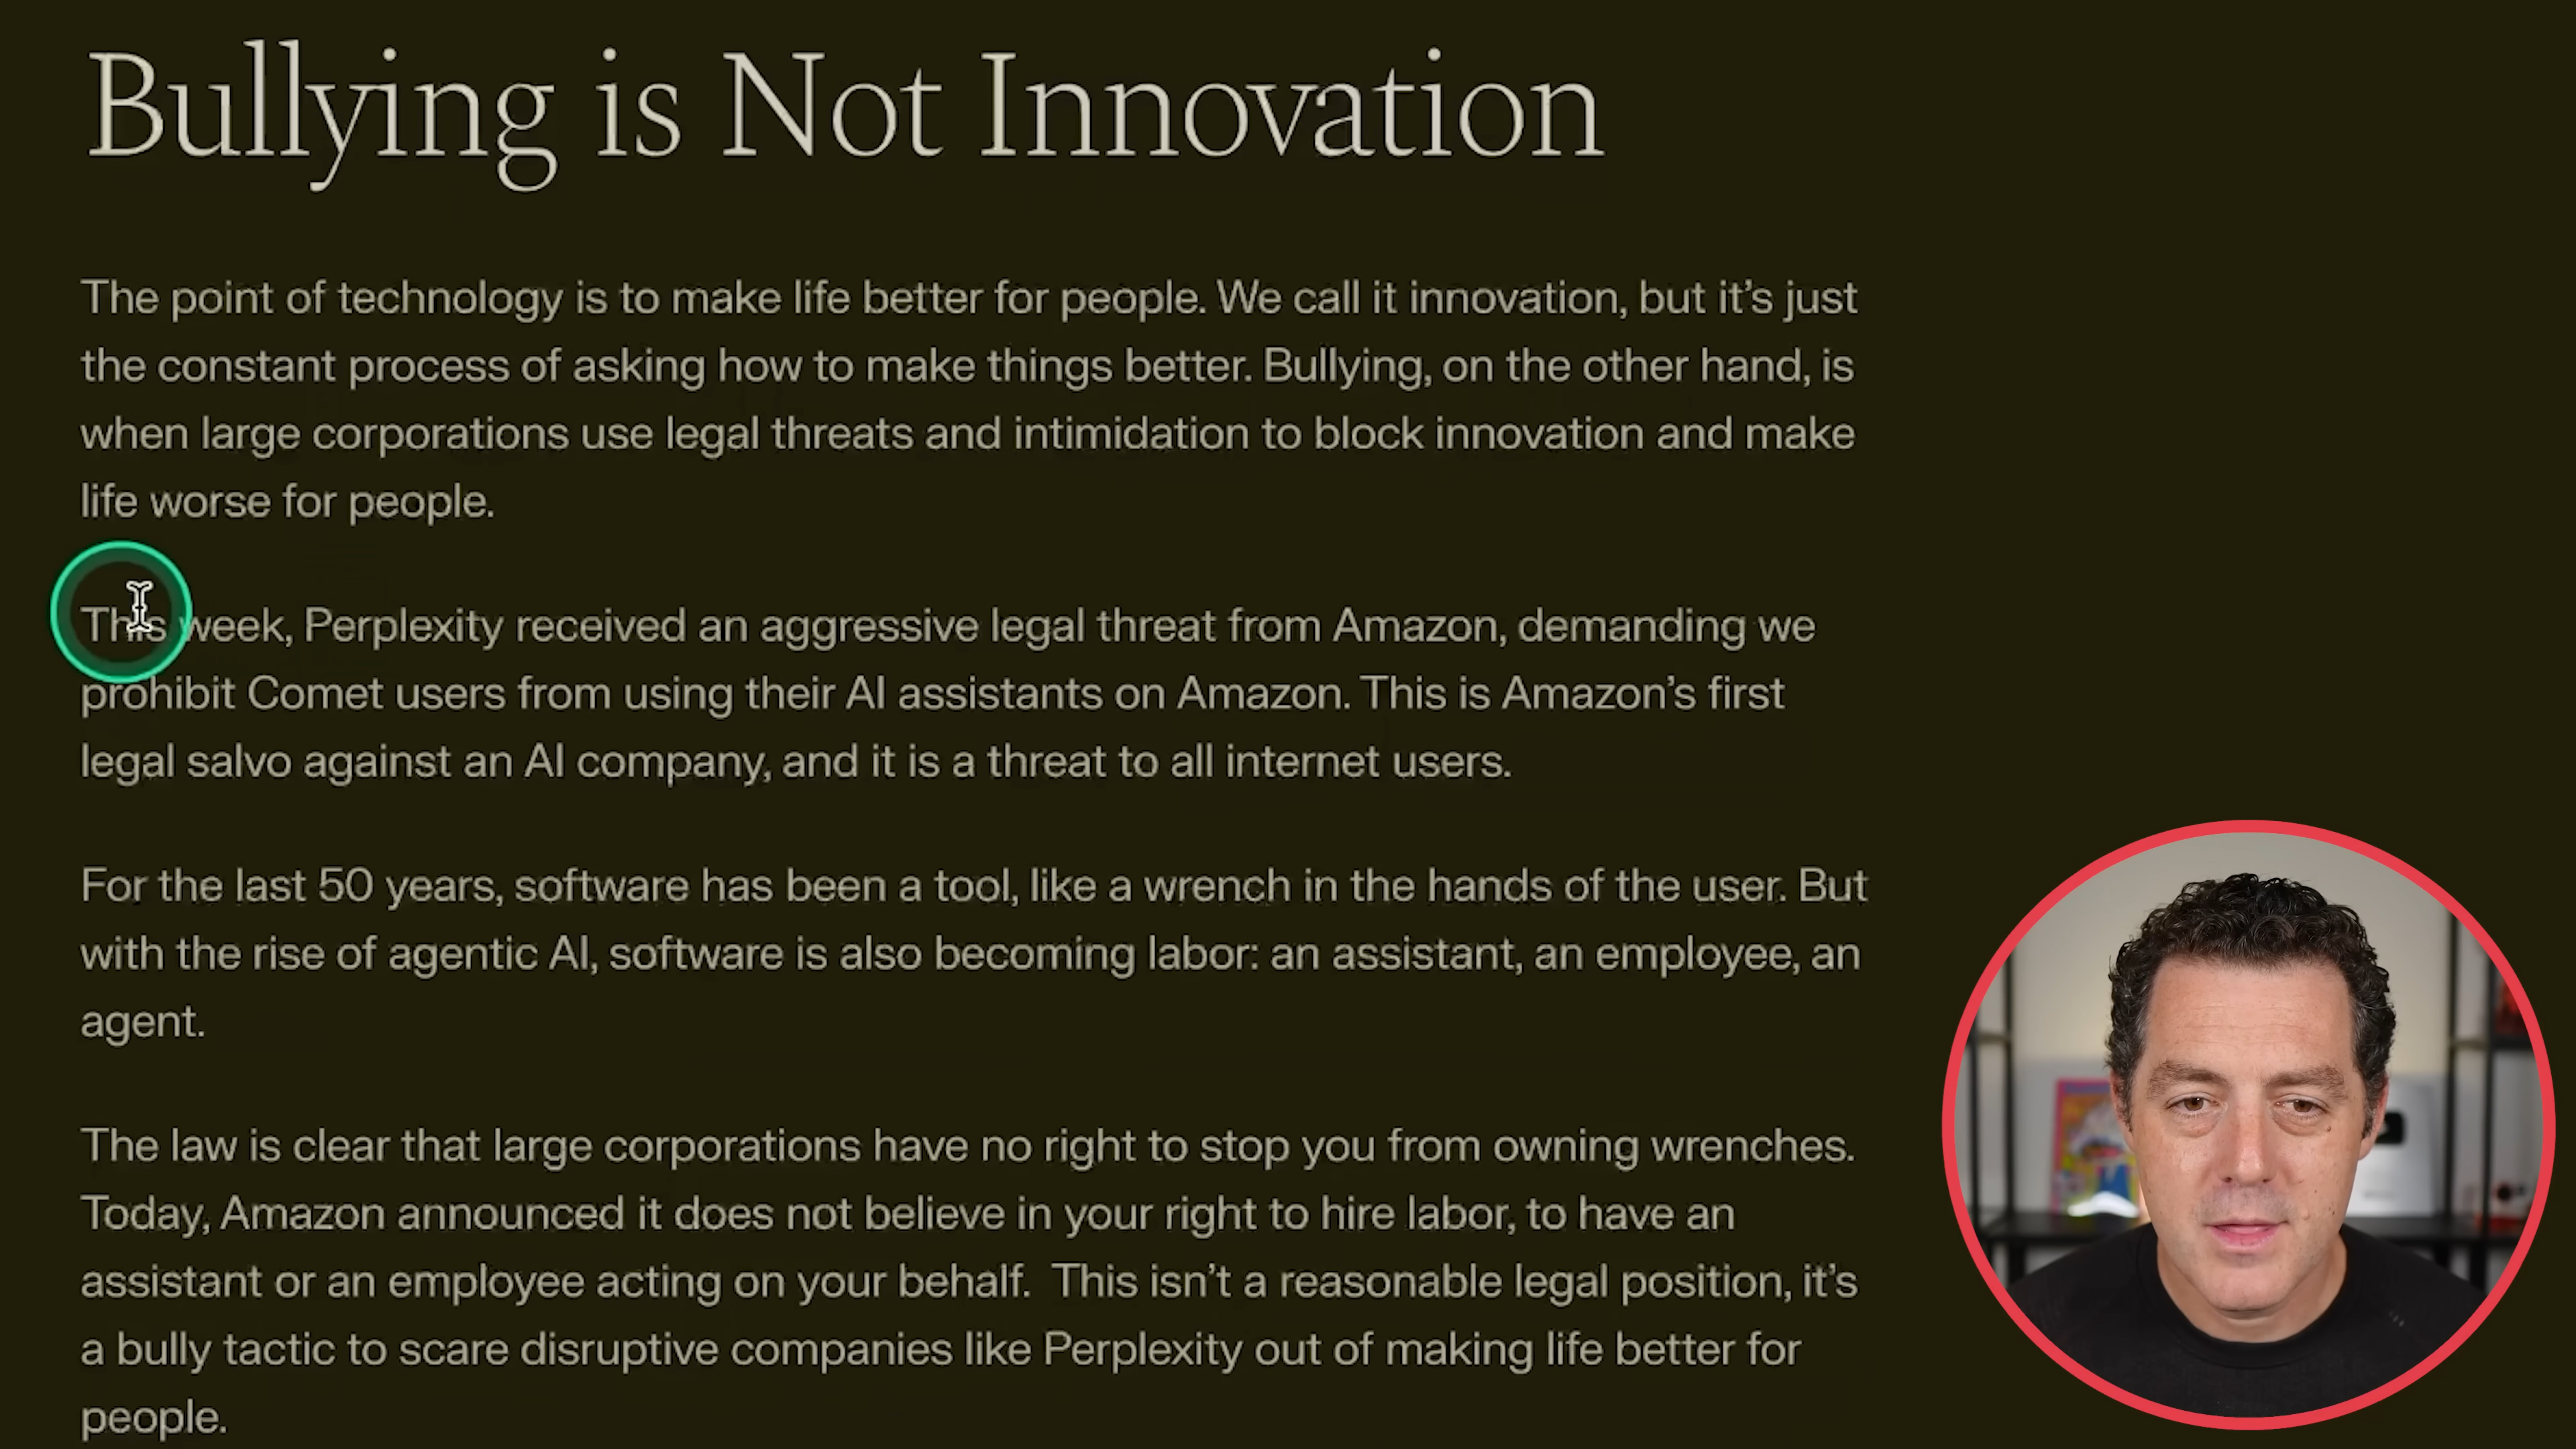 Bullying is Not Innovation
The point of technology is to make life better for people. We call it innovation, but it’s just
the constant process of asking how to make things better. Bullying, on the other hand, is
when large corporations use legal threats and intimidation to block innovation and make
life worse for people.
This week, Perplexity received an aggressive legal threat from Amazon, demanding we
prohibit Comet users from using their AI assistants on Amazon. This is Amazon’s first
legal salvo against an AI company, and it is a threat to all internet users.
For the last 50 years, software has been a tool, like a wrench in the hands of the user. But
with the rise of agentic AI, software is also becoming labor: an assistant, an employee, an
agent.
The law is clear that large corporations have no right to stop you from owning wrenches.
Today, Amazon announced it does not believe in your right to hire labor, to have an
assistant or an employee acting on your behalf.  This isn’t a reasonable legal position, it’s
a bully tactic to scare disruptive companies like Perplexity out of making life better for
people.